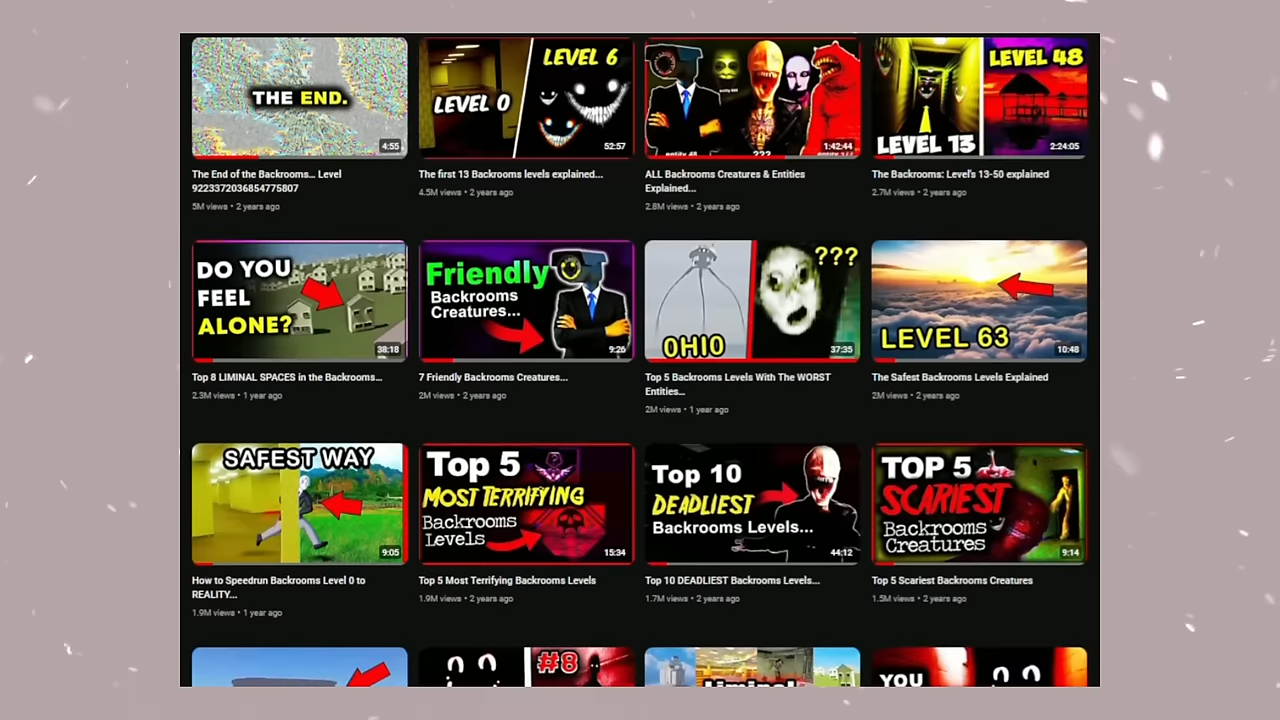 THE END.
4:55
The End of the Backrooms... Level
9223372036854775807
5M views • 2 years ago
LEVEL 0
LEVEL 6
52:57
The first 13 Backrooms levels explained...
4.5M views • 2 years ago
???
1:42:44
ALL Backrooms Creatures & Entities
Explained...
2.8M views • 2 years ago
LEVEL 13
LEVEL 48
2:24:05
The Backrooms: Level's 13-50 explained
2.7M views • 2 years ago
DO YOU
FEEL
ALONE?
38:18
Top 8 LIMINAL SPACES in the Backrooms...
2.3M views • 1 year ago
Friendly
Backrooms
Creatures...
9:26
7 Friendly Backrooms Creatures...
2M views • 2 years ago
???
OHIO
37:35
Top 5 Backrooms Levels With The WORST
Entities...
2M views • 1 year ago
LEVEL 63
10:48
The Safest Backrooms Levels Explained
2M views • 2 years ago
SAFEST WAY
9:05
How to Speedrun Backrooms Level 0 to
REALITY...
1.9M views • 1 year ago
Top 5
MOST TERRIFYING
Backrooms
Levels
15:34
Top 5 Most Terrifying Backrooms Levels
1.9M views • 2 years ago
Top 10
DEADLIEST
Backrooms Levels...
44:12
Top 10 DEADLIEST Backrooms Levels...
1.7M views • 2 years ago
TOP 5
SCARIEST
Backrooms
Creatures
9:14
Top 5 Scariest Backrooms Creatures
1.5M views • 2 years ago
#8
Liminal
YOU